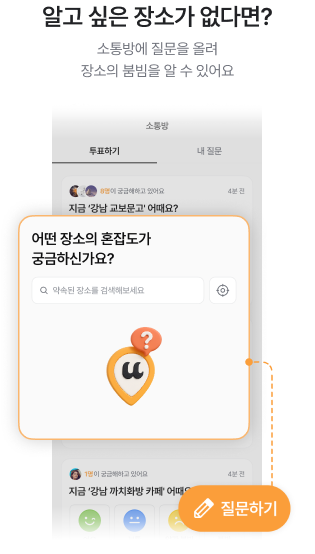 알고 싶은 장소가 없다면?
소통방에 질문을 올려
장소의 붐빔을 알 수 있어요
소통방
투표하기
내 질문
8명이 궁금해하고 있어요
4분 전
지금 '강남 교보문고' 어때요?
어떤 장소의 혼잡도가
궁금하신가요?
약속된 장소를 검색해보세요
?
u
1명이 궁금해하고 있어요
4분 전
지금 '강남 까치화방 카페' 어때요?
질문하기